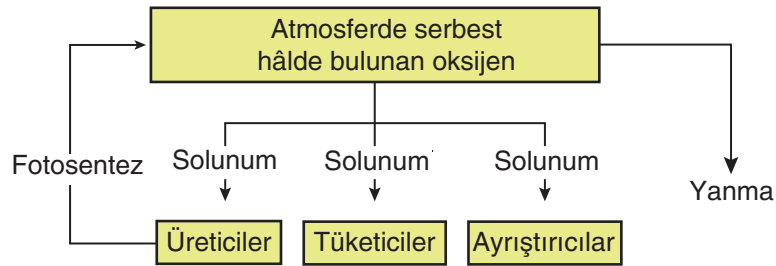 Atmosferde serbest
hâlde bulunan oksijen
Fotosentez
Solunum
Solunum
Solunum
Yanma
Üreticiler
Tüketiciler
Ayrıştırıcılar